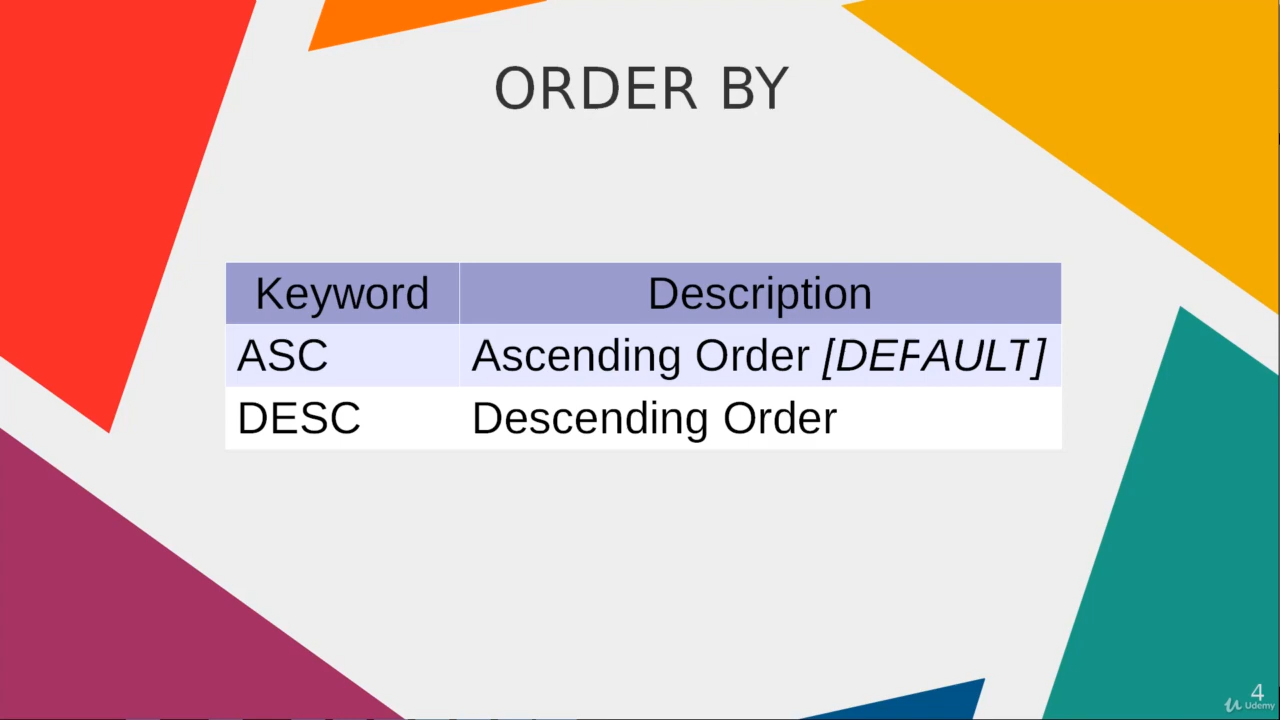 ORDER BY
Keyword Description
ASC Ascending Order [DEFAULT]
DESC Descending Order
4
Udemy